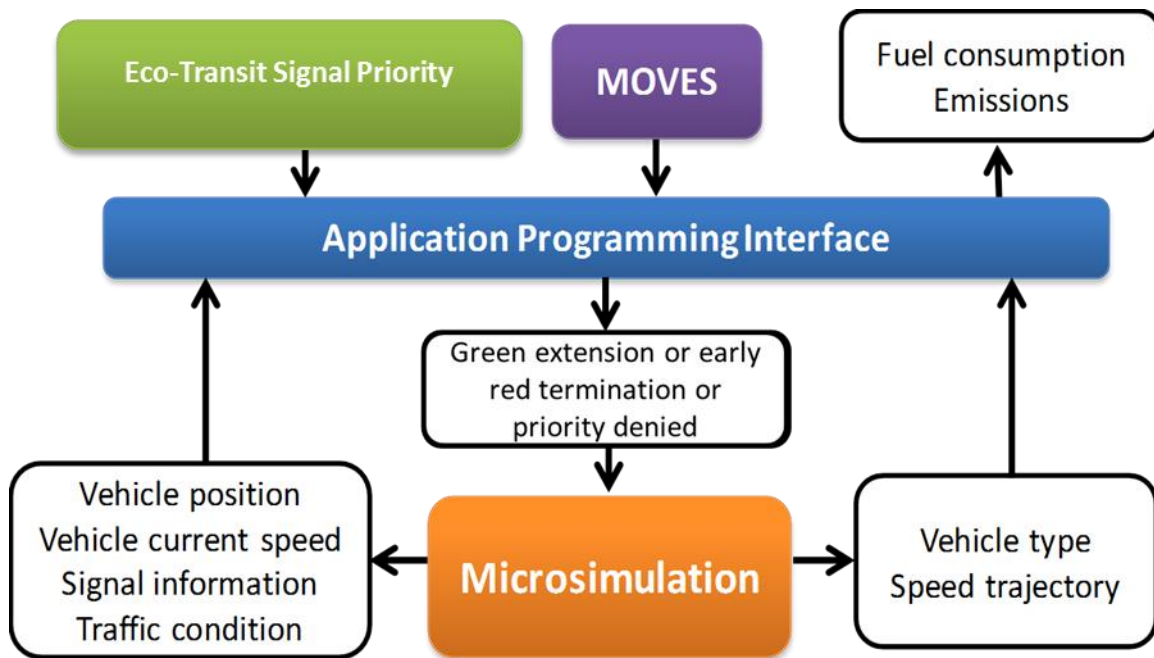 Eco-Transit Signal Priority
MOVES
Fuel consumption
Emissions
Application Programming Interface
Green extension or early
red termination or
priority denied
Vehicle position
Vehicle current speed
Signal information
Traffic condition
Microsimulation
Vehicle type
Speed trajectory